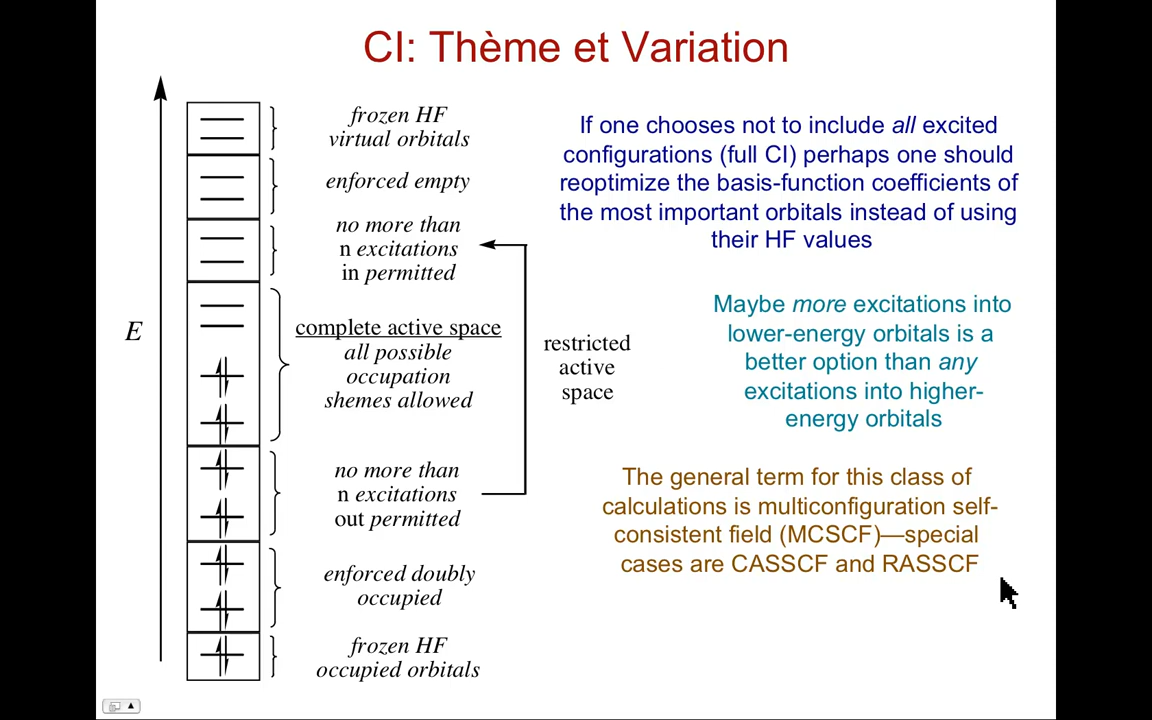 CI: Thème et Variation
frozen HF
virtual orbitals
enforced empty
no more than
n excitations
in permitted
complete active space
all possible
occupation
shemes allowed
no more than
n excitations
out permitted
enforced doubly
occupied
frozen HF
occupied orbitals
E
restricted
active
space
If one chooses not to include all excited
configurations (full CI) perhaps one should
reoptimize the basis-function coefficients of
the most important orbitals instead of using
their HF values
Maybe more excitations into
lower-energy orbitals is a
better option than any
excitations into higher-
energy orbitals
The general term for this class of
calculations is multiconfiguration self-
consistent field (MCSCF)—special
cases are CASSCF and RASSCF